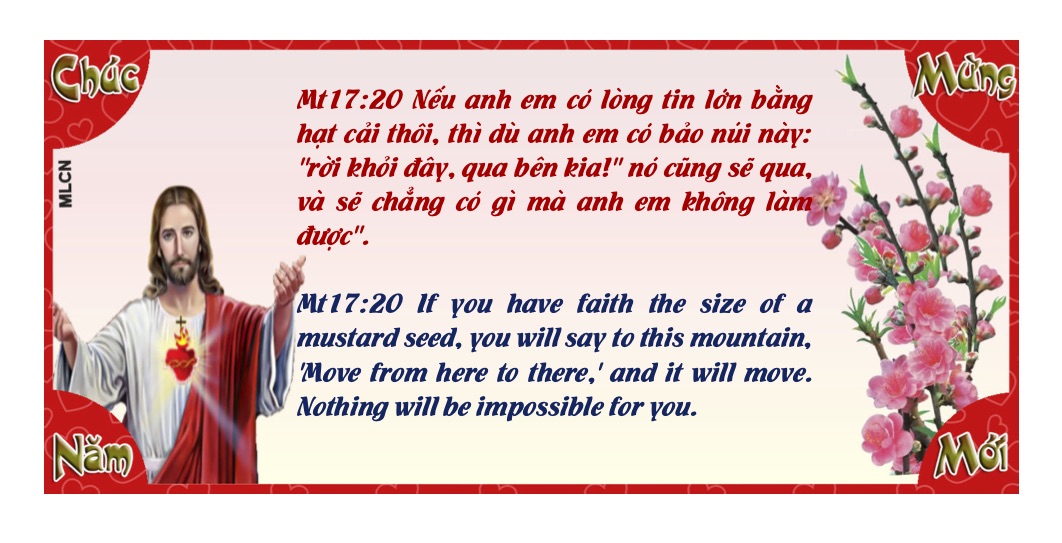 Chúc
Mừng
MLCN
Mt17:20 Nếu anh em có lòng tin lớn bằng
hạt cải thôi, thì dù anh em có bảo núi này:
"rời khỏi đây, qua bên kia!" nó cũng sẽ qua,
và sẽ chẳng có gì mà anh em không làm
được".
Mt17:20 If you have faith the size of a
mustard seed, you will say to this mountain,
'Move from here to there,' and it will move.
Nothing will be impossible for you.
Năm
Mới